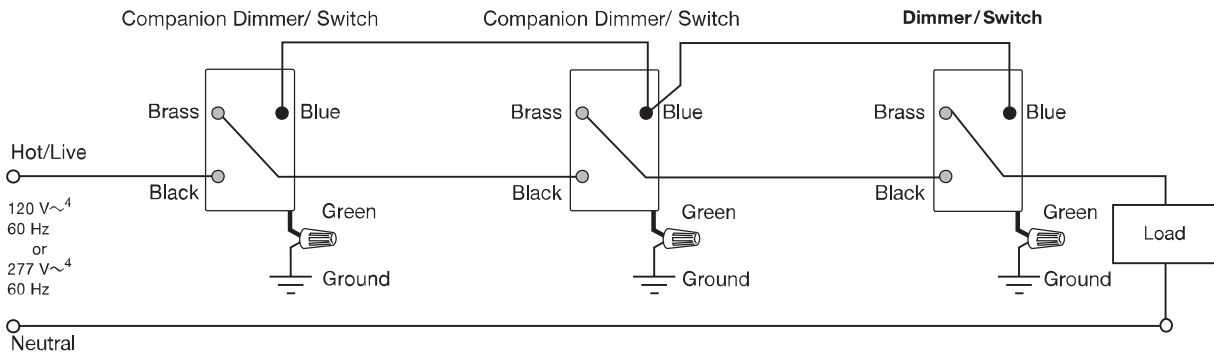 Companion Dimmer/ Switch
Companion Dimmer/ Switch
Dimmer/Switch
Brass
Blue
Brass
Blue
Brass
Blue
Hot/Live
Black
Black
Black
120 V~4
60 Hz
or
277 V~4
60 Hz
Green
Green
Green
Load
Ground
Ground
Ground
Neutral